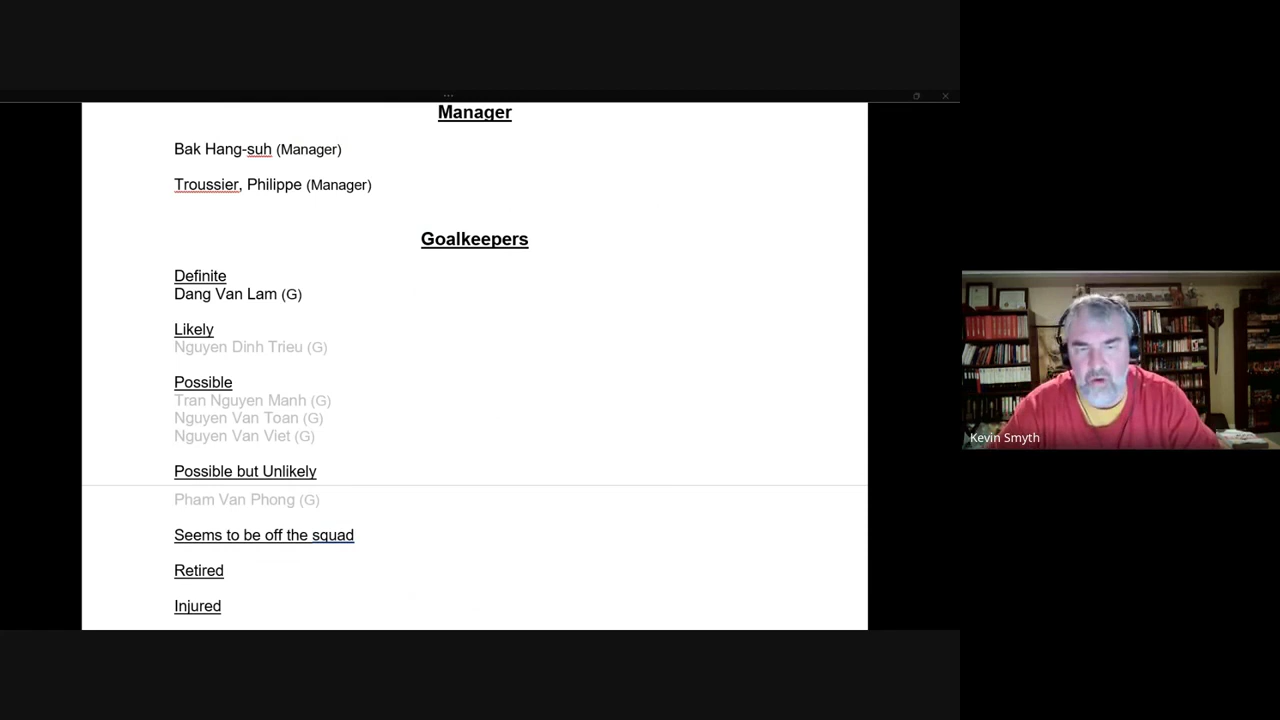 Manager
Bak Hang-suh (Manager)
Troussier, Philippe (Manager)
Goalkeepers
Definite
Dang Van Lam (G)
Likely
Nguyen Dinh Trieu (G)
Possible
Tran Nguyen Manh (G)
Nguyen Van Toan (G)
Nguyen Van Viet (G)
Possible but Unlikely
Pham Van Phong (G)
Seems to be off the squad
Retired
Injured
Kevin Smyth